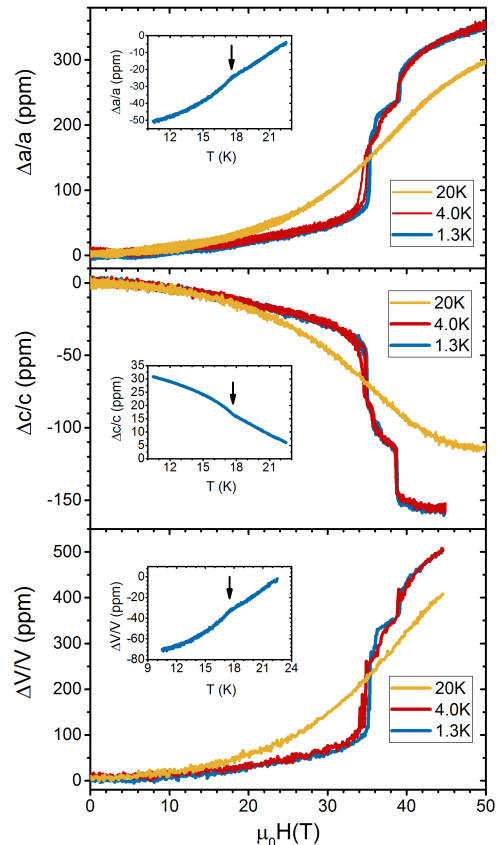 Δa/a (ppm)
300
200
100
0
Δa/a (ppm)
0
-10
-20
-30
-40
-50
12 15 18 21
T (K)
20K
4.0K
1.3K
Δc/c (ppm)
0
-50
-100
-150
20K
4.0K
1.3K
Δc/c (ppm)
35
30
25
20
15
10
5
0
12 15 18 21
T (K)
ΔV/V (ppm)
500
400
300
200
100
0
ΔV/V (ppm)
0
-20
-40
-60
-80
9 12 15 18 21 24
T (K)
20K
4.0K
1.3K
0 10 20 30 40 50
μ₀H(T)